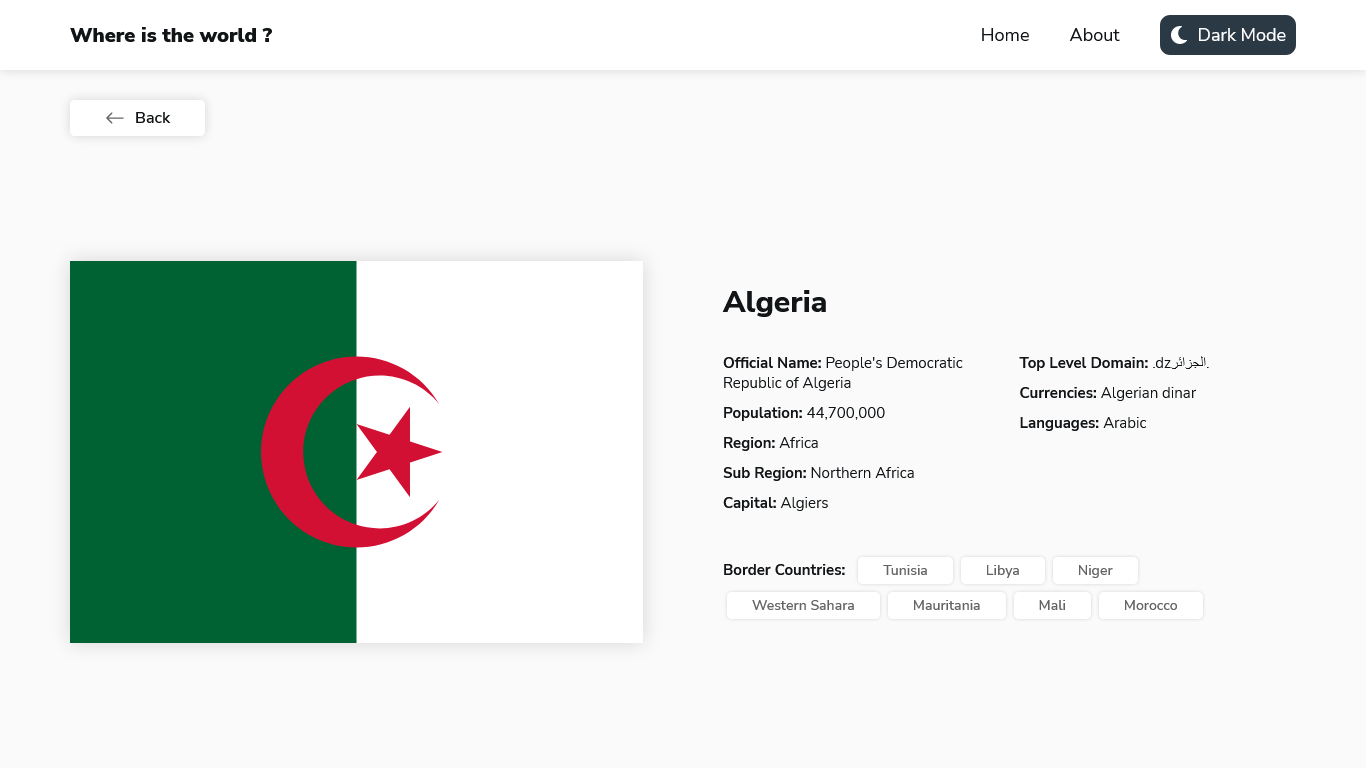 Where is the world ?
Home
About
Dark Mode
Back
Algeria
Official Name: People's Democratic
Republic of Algeria
Population: 44,700,000
Region: Africa
Sub Region: Northern Africa
Capital: Algiers
Top Level Domain: .dzالجزائر.
Currencies: Algerian dinar
Languages: Arabic
Border Countries: Tunisia Libya Niger
Western Sahara Mauritania Mali Morocco